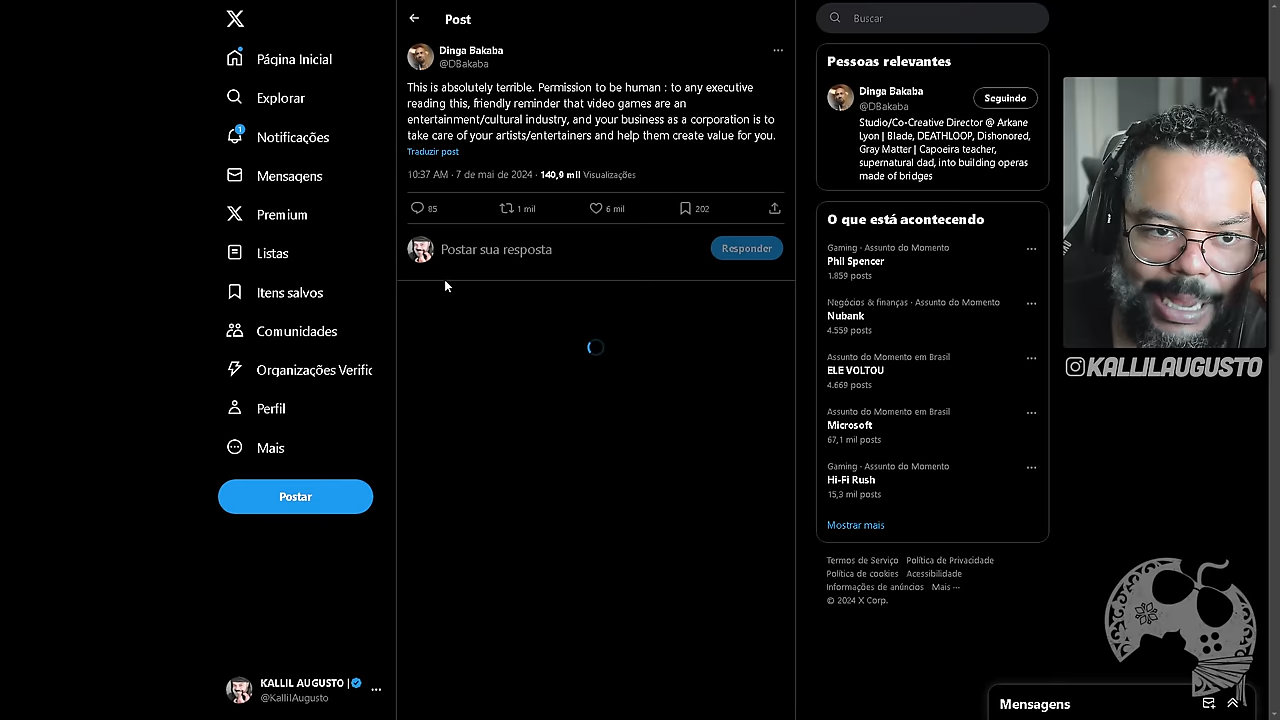 Página Inicial
Explorar
1
Notificações
Mensagens
Premium
Listas
Itens salvos
Comunidades
Organizações Verific
Perfil
Mais
Postar
KALLIL AUGUSTO |
@KallilAugusto
Post
Dinga Bakaba
@DBakaba
This is absolutely terrible. Permission to be human : to any executive
reading this, friendly reminder that video games are an
entertainment/cultural industry, and your business as a corporation is to
take care of your artists/entertainers and help them create value for you.
Traduzir post
10:37 AM · 7 de mai de 2024 · 140,9 mil Visualizações
85
1 mil
6 mil
202
Postar sua resposta
Responder
Buscar
Pessoas relevantes
Dinga Bakaba
@DBakaba
Seguindo
Studio/Co-Creative Director @ Arkane
Lyon | Blade, DEATHLOOP, Dishonored,
Gray Matter | Capoeira teacher,
supernatural dad, into building operas
made of bridges
O que está acontecendo
Gaming · Assunto do Momento
Phil Spencer
1.859 posts
Negócios & finanças · Assunto do Momento
Nubank
4.559 posts
Assunto do Momento em Brasil
ELE VOLTOU
4.669 posts
Assunto do Momento em Brasil
Microsoft
67,1 mil posts
Gaming · Assunto do Momento
Hi-Fi Rush
15,3 mil posts
Mostrar mais
Termos de Serviço Política de Privacidade
Política de cookies Acessibilidade
Informações de anúncios Mais ···
© 2024 X Corp.
Mensagens
KALLILAUGUSTO